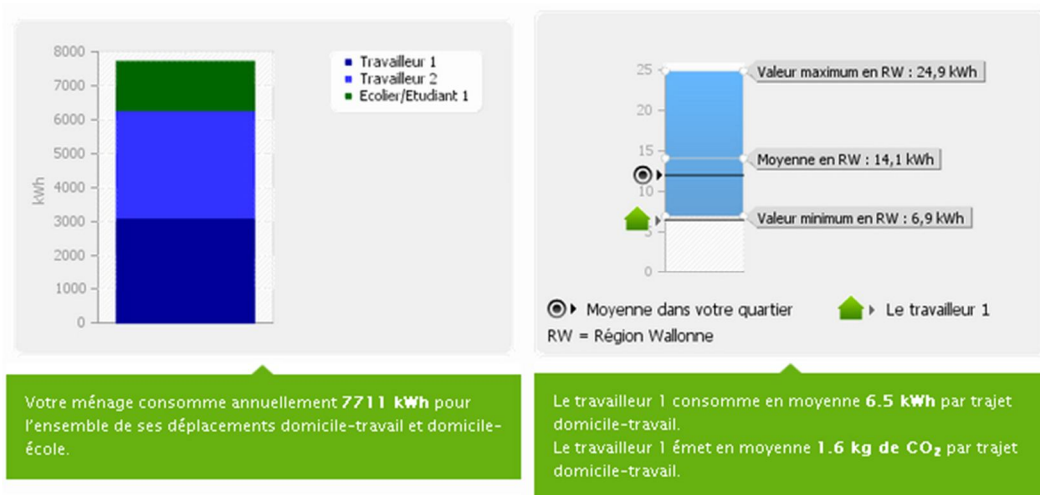 8000
7000
6000
5000
4000
3000
2000
1000
0
kWh
Travailleur 1
Travailleur 2
Ecolier/Etudiant 1
Votre ménage consomme annuellement 7711 kWh pour
l'ensemble de ses déplacements domicile-travail et domicile-
école.
25
20
15
10
5
0
Valeur maximum en RW : 24,9 kWh
Moyenne en RW : 14,1 kWh
Valeur minimum en RW : 6,9 kWh
Moyenne dans votre quartier
Le travailleur 1
RW = Région Wallonne
Le travailleur 1 consomme en moyenne 6.5 kWh par trajet
domicile-travail.
Le travailleur 1 émet en moyenne 1.6 kg de CO₂ par trajet
domicile-travail.